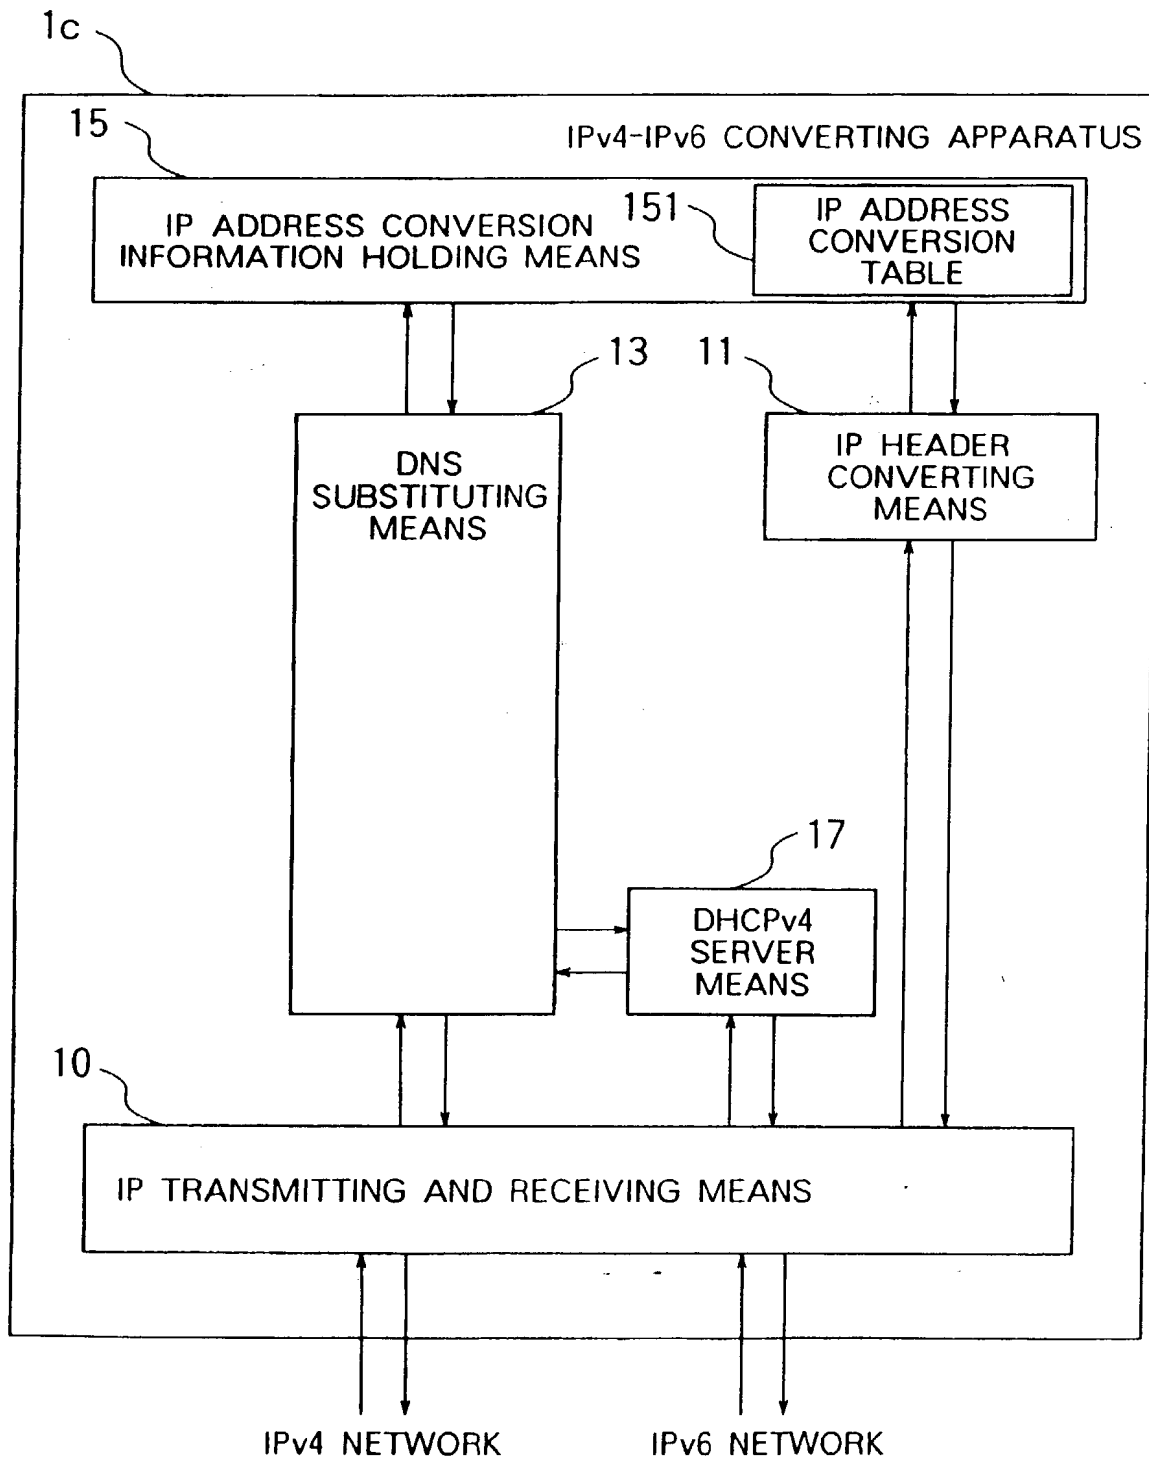 1c
IPv4-IPv6 CONVERTING APPARATUS
15
IP ADDRESS CONVERSION
INFORMATION HOLDING MEANS
151
IP ADDRESS
CONVERSION
TABLE
13
11
DNS
SUBSTITUTING
MEANS
IP HEADER
CONVERTING
MEANS
17
DHCPv4
SERVER
MEANS
10
IP TRANSMITTING AND RECEIVING MEANS
IPv4 NETWORK
IPv6 NETWORK